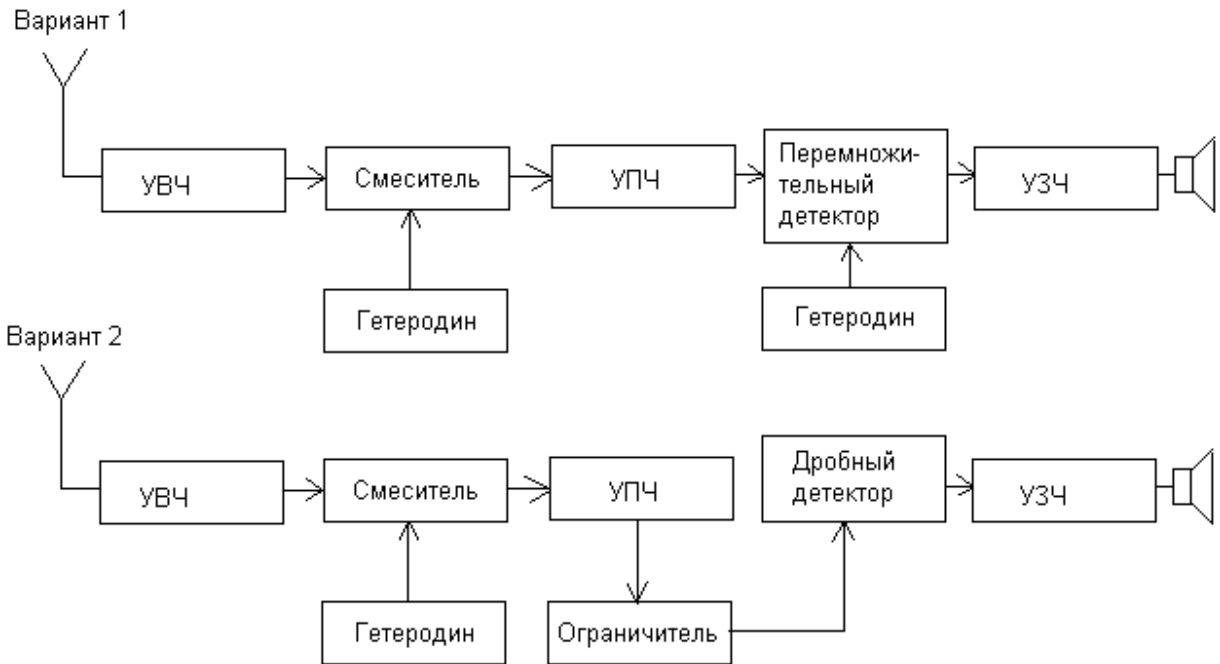 Вариант 1
УВЧ
Смеситель
УПЧ
Перемножи-
тельный
детектор
УЗЧ
Гетеродин
Гетеродин
Вариант 2
УВЧ
Смеситель
УПЧ
Дробный
детектор
УЗЧ
Гетеродин
Ограничитель